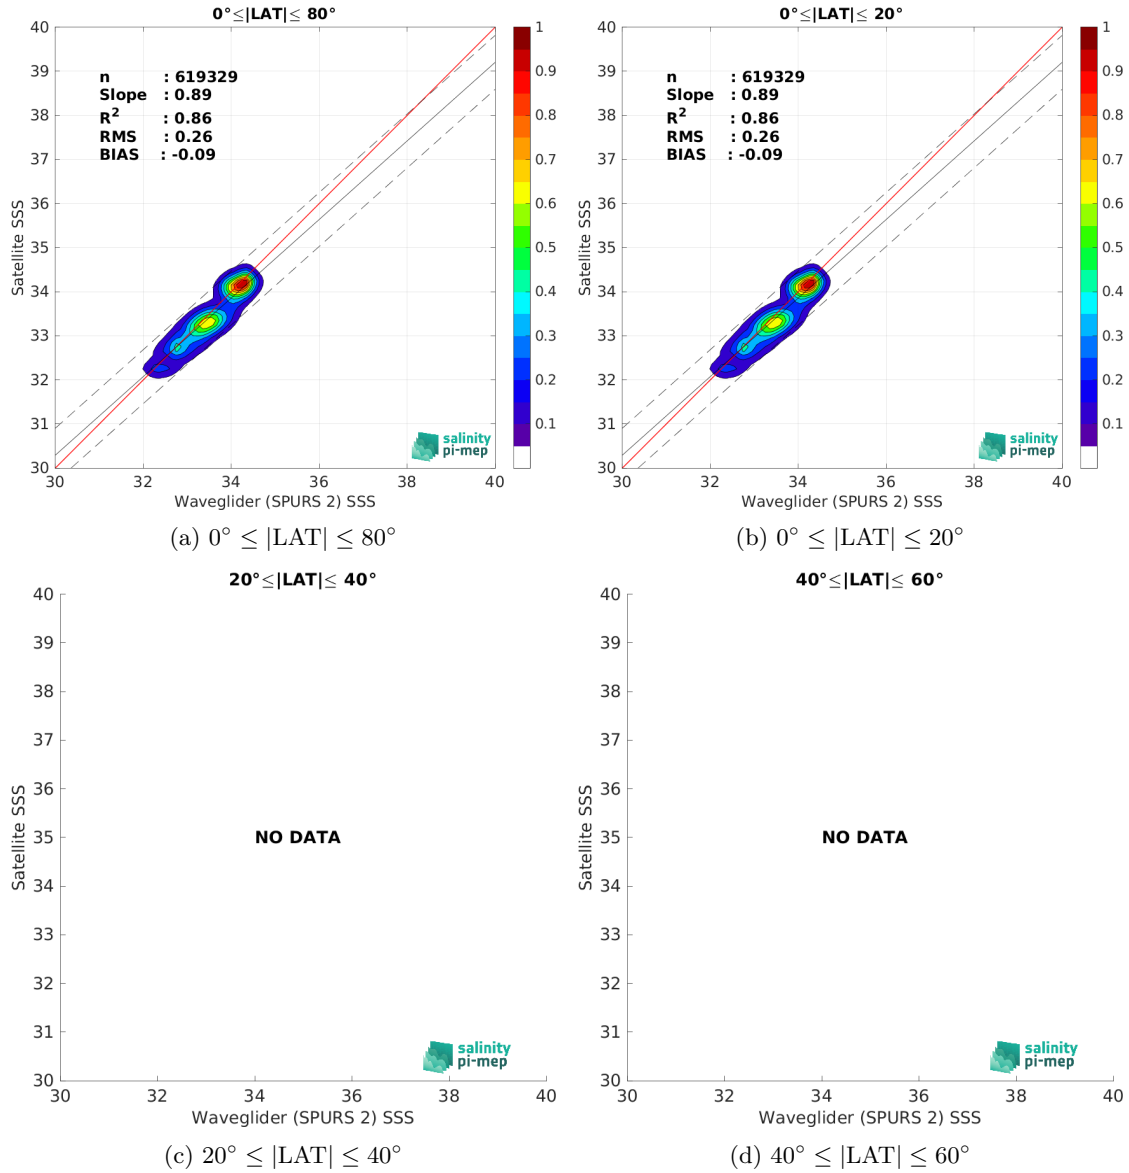 0°≤|LAT|≤ 80°
40
39
38
37
36
35
34
33
32
31
30
Satellite SSS
n : 619329
Slope : 0.89
R² : 0.86
RMS : 0.26
BIAS : -0.09
salinity
pi-mep
30 32 34 36 38 40
Waveglider (SPURS 2) SSS
1
0.9
0.8
0.7
0.6
0.5
0.4
0.3
0.2
0.1
(a) 0° ≤ |LAT| ≤ 80°
0°≤|LAT|≤ 20°
40
39
38
37
36
35
34
33
32
31
30
Satellite SSS
n : 619329
Slope : 0.89
R² : 0.86
RMS : 0.26
BIAS : -0.09
salinity
pi-mep
30 32 34 36 38 40
Waveglider (SPURS 2) SSS
1
0.9
0.8
0.7
0.6
0.5
0.4
0.3
0.2
0.1
(b) 0° ≤ |LAT| ≤ 20°
20°≤|LAT|≤ 40°
40
39
38
37
36
35
34
33
32
31
30
Satellite SSS
NO DATA
salinity
pi-mep
30 32 34 36 38 40
Waveglider (SPURS 2) SSS
(c) 20° ≤ |LAT| ≤ 40°
40°≤|LAT|≤ 60°
40
39
38
37
36
35
34
33
32
31
30
Satellite SSS
NO DATA
salinity
pi-mep
30 32 34 36 38 40
Waveglider (SPURS 2) SSS
(d) 40° ≤ |LAT| ≤ 60°